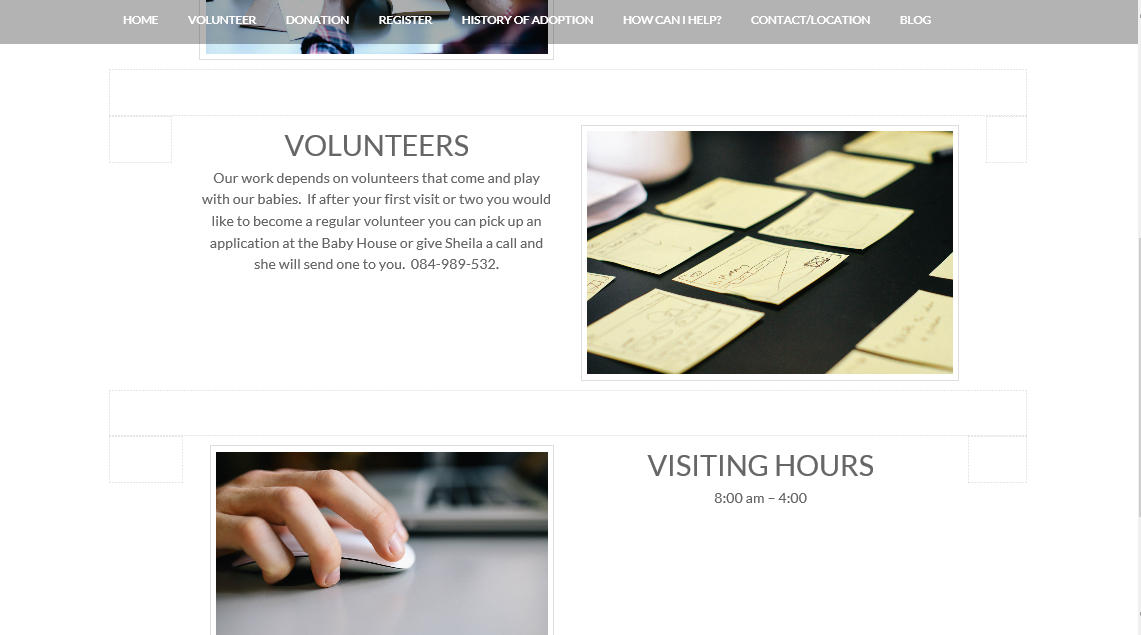 HOME VOLUNTEER DONATION REGISTER HISTORY OF ADOPTION HOW CAN I HELP? CONTACT/LOCATION BLOG
VOLUNTEERS
Our work depends on volunteers that come and play
with our babies. If after your first visit or two you would
like to become a regular volunteer you can pick up an
application at the Baby House or give Sheila a call and
she will send one to you. 084-989-532.
VISITING HOURS
8:00 am – 4:00